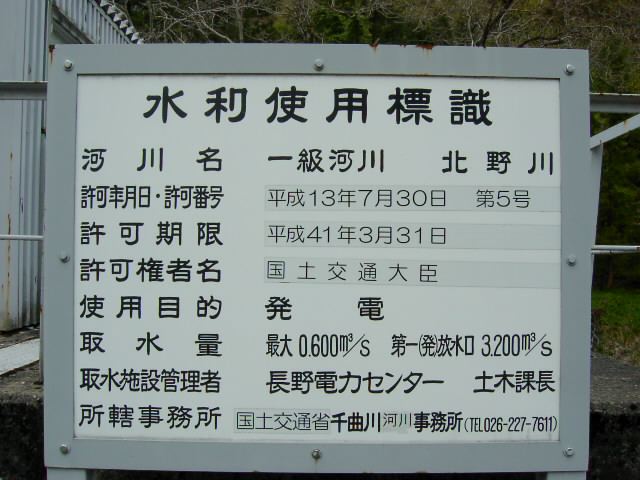 水利使用標識
河川名 一級河川 北野川
許可年月日・許可番号 平成13年7月30日 第5号
許可期限 平成41年3月31日
許可権者名 国土交通大臣
使用目的 発電
取水量 最大0.600m³/S 第一(発)放水口3.200m³/S
取水施設管理者 長野電力センター 土木課長
所轄事務所 国土交通省千曲川河川事務所(TEL026-227-7611)